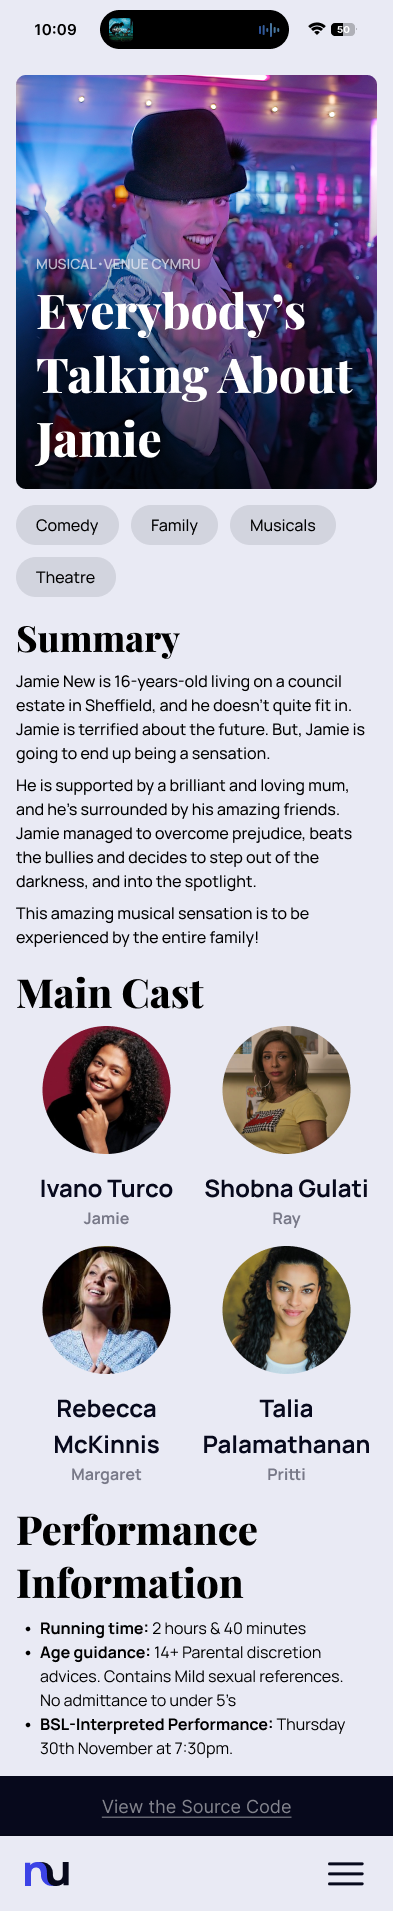 10:09
50
MUSICAL•VENUE CYMRU
Everybody’s
Talking About
Jamie
Comedy
Family
Musicals
Theatre
Summary
Jamie New is 16-years-old living on a council
estate in Sheffield, and he doesn’t quite fit in.
Jamie is terrified about the future. But, Jamie is
going to end up being a sensation.
He is supported by a brilliant and loving mum,
and he’s surrounded by his amazing friends.
Jamie managed to overcome prejudice, beats
the bullies and decides to step out of the
darkness, and into the spotlight.
This amazing musical sensation is to be
experienced by the entire family!
Main Cast
Ivano Turco
Jamie
Shobna Gulati
Ray
Rebecca
McKinnis
Margaret
Talia
Palamathanan
Pritti
Performance
Information
• Running time: 2 hours & 40 minutes
• Age guidance: 14+ Parental discretion
advices. Contains Mild sexual references.
No admittance to under 5’s
• BSL-Interpreted Performance: Thursday
30th November at 7:30pm.
View the Source Code
nu